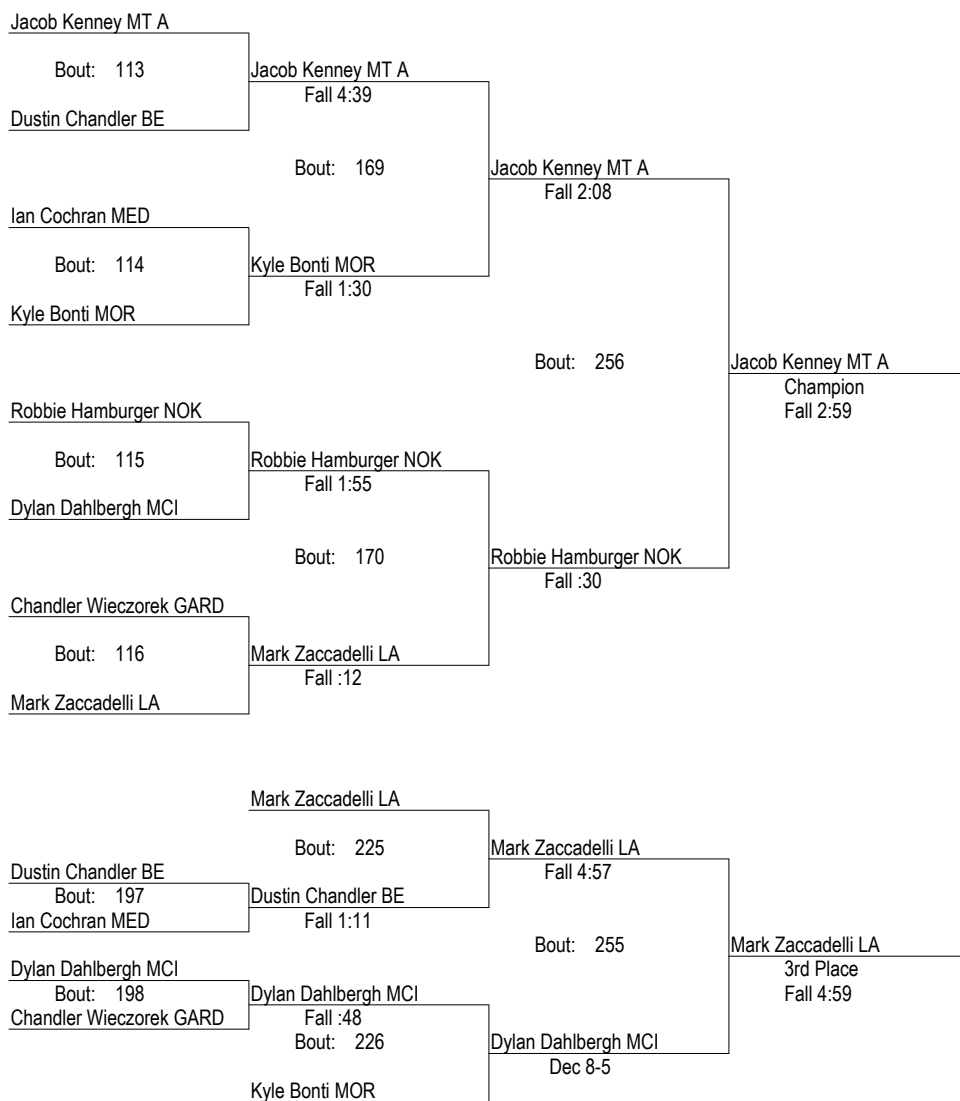 Jacob Kenney MT A
Bout: 113
Jacob Kenney MT A
Fall 4:39
Dustin Chandler BE
Bout: 169
Jacob Kenney MT A
Fall 2:08
Ian Cochran MED
Bout: 114
Kyle Bonti MOR
Fall 1:30
Kyle Bonti MOR
Bout: 256
Jacob Kenney MT A
Champion
Fall 2:59
Robbie Hamburger NOK
Bout: 115
Robbie Hamburger NOK
Fall 1:55
Dylan Dahlbergh MCI
Bout: 170
Robbie Hamburger NOK
Fall :30
Chandler Wieczorek GARD
Bout: 116
Mark Zaccadelli LA
Fall :12
Mark Zaccadelli LA
Mark Zaccadelli LA
Bout: 225
Mark Zaccadelli LA
Fall 4:57
Dustin Chandler BE
Bout: 197
Dustin Chandler BE
Fall 1:11
Ian Cochran MED
Bout: 255
Mark Zaccadelli LA
3rd Place
Fall 4:59
Dylan Dahlbergh MCI
Bout: 198
Dylan Dahlbergh MCI
Fall :48
Chandler Wieczorek GARD
Bout: 226
Dylan Dahlbergh MCI
Dec 8-5
Kyle Bonti MOR